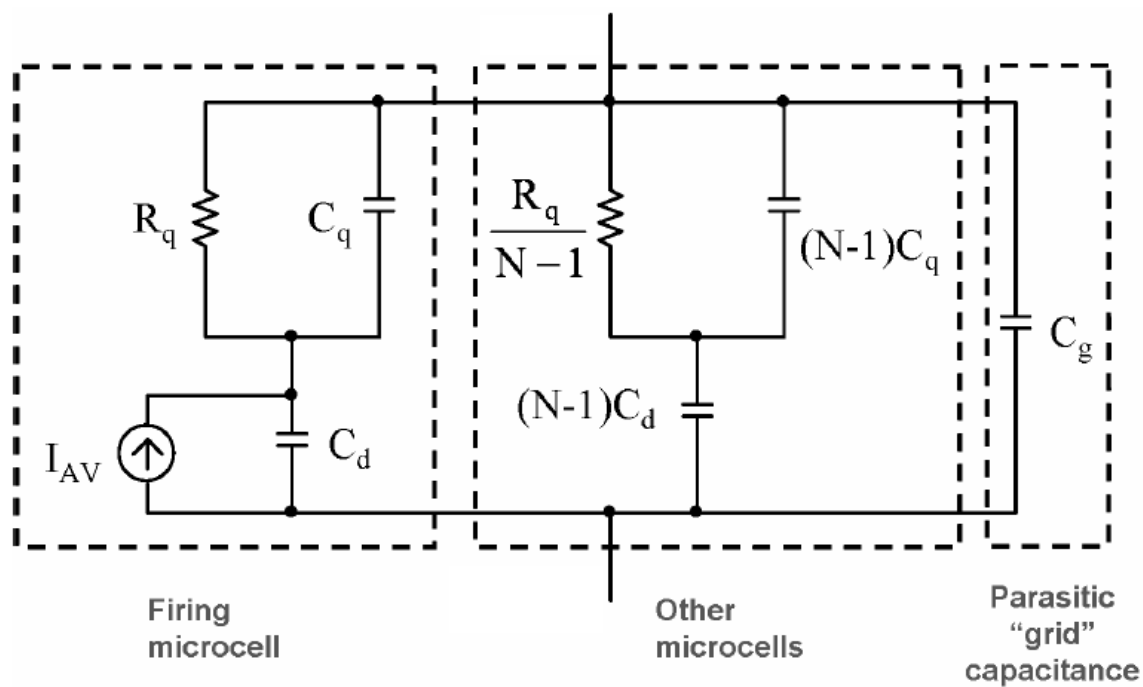 R_q
C_q
R_q
N − 1
(N-1)C_q
C_g
(N-1)C_d
I_AV
C_d
Firing
microcell
Other
microcells
Parasitic
“grid”
capacitance